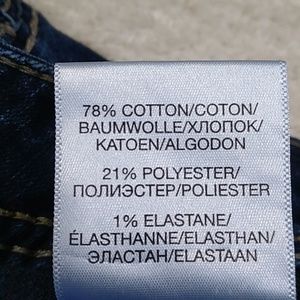 78% COTTON/COTON/
BAUMWOLLE/ХЛОПОК/
KATOEN/ALGODON
21% POLYESTER/
ПОЛИЭСТЕР/POLIESTER
1% ELASTANE/
ÉLASTHANNE/ELASTHAN/
ЭЛАСТАН/ELASTAAN